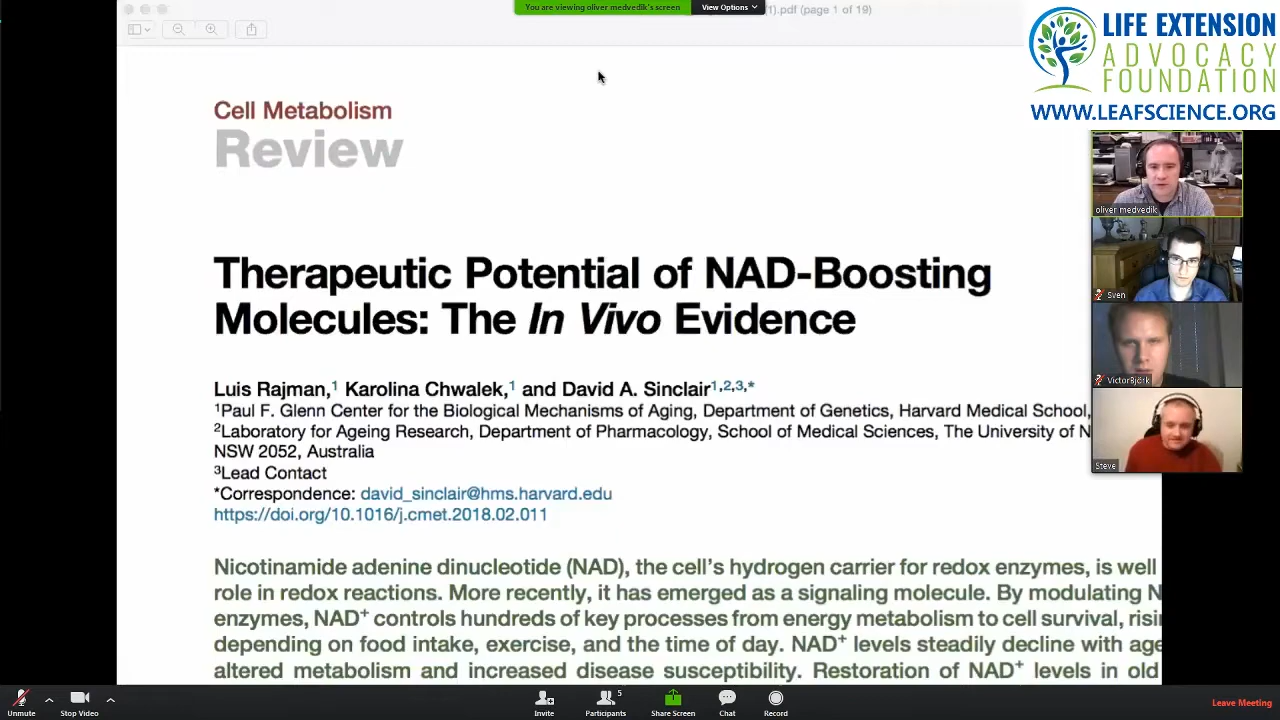 You are viewing oliver medvedik's screen
View Options
(1).pdf (page 1 of 19)
LIFE EXTENSION
ADVOCACY
FOUNDATION
WWW.LEAFSCIENCE.ORG
Cell Metabolism
Review
Therapeutic Potential of NAD-Boosting
Molecules: The In Vivo Evidence
Luis Rajman,¹ Karolina Chwalek,¹ and David A. Sinclair¹,²,³,*
¹Paul F. Glenn Center for the Biological Mechanisms of Aging, Department of Genetics, Harvard Medical School,
²Laboratory for Ageing Research, Department of Pharmacology, School of Medical Sciences, The University of N
NSW 2052, Australia
³Lead Contact
*Correspondence: david_sinclair@hms.harvard.edu
https://doi.org/10.1016/j.cmet.2018.02.011
Nicotinamide adenine dinucleotide (NAD), the cell's hydrogen carrier for redox enzymes, is well
role in redox reactions. More recently, it has emerged as a signaling molecule. By modulating N
enzymes, NAD⁺ controls hundreds of key processes from energy metabolism to cell survival, risi
depending on food intake, exercise, and the time of day. NAD⁺ levels steadily decline with age
altered metabolism and increased disease susceptibility. Restoration of NAD⁺ levels in old
oliver medvedik
Sven
VictorBjörk
Steve
Unmute
Stop Video
Invite
5
Participants
Share Screen
Chat
Record
Leave Meeting